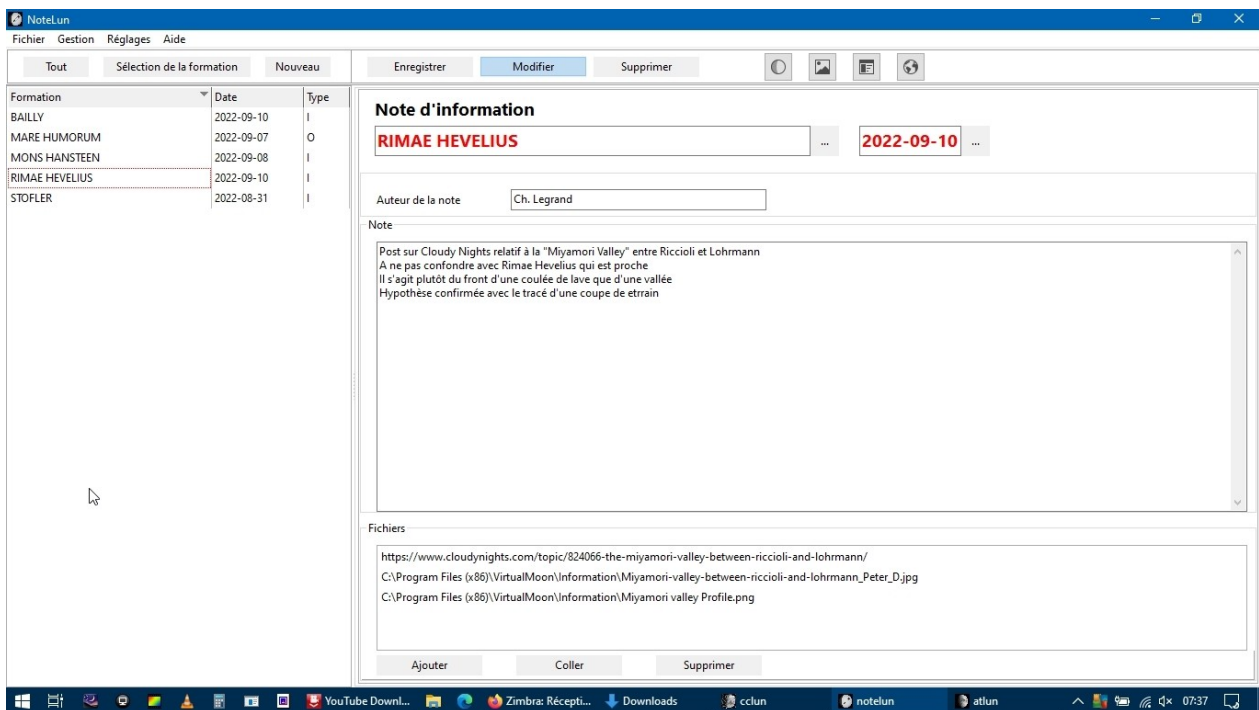 NoteLun
Fichier Gestion Réglages Aide
Tout Sélection de la formation Nouveau Enregistrer Modifier Supprimer
Formation Date Type
BAILLY 2022-09-10 I
MARE HUMORUM 2022-09-07 O
MONS HANSTEEN 2022-09-08 I
RIMAE HEVELIUS 2022-09-10 I
STOFLER 2022-08-31 I
Note d'information
RIMAE HEVELIUS ... 2022-09-10 ...
Auteur de la note Ch. Legrand
Note
Post sur Cloudy Nights relatif à la "Miyamori Valley" entre Riccioli et Lohrmann
A ne pas confondre avec Rimae Hevelius qui est proche
Il s'agit plutôt du front d'une coulée de lave que d'une vallée
Hypothèse confirmée avec le tracé d'une coupe de etrrain
Fichiers
https://www.cloudynights.com/topic/824066-the-miyamori-valley-between-riccioli-and-lohrmann/
C:\Program Files (x86)\VirtualMoon\Information\Miyamori-valley-between-riccioli-and-lohrmann_Peter_D.jpg
C:\Program Files (x86)\VirtualMoon\Information\Miyamori valley Profile.png
Ajouter Coller Supprimer
YouTube Downl... Zimbra: Récepti... Downloads cclun notelun atlun 07:37